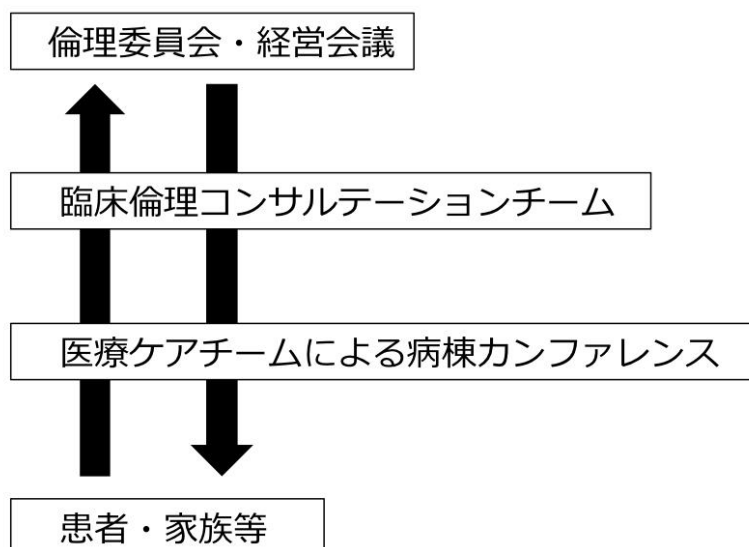 倫理委員会・経営会議
臨床倫理コンサルテーションチーム
医療ケアチームによる病棟カンファレンス
患者・家族等